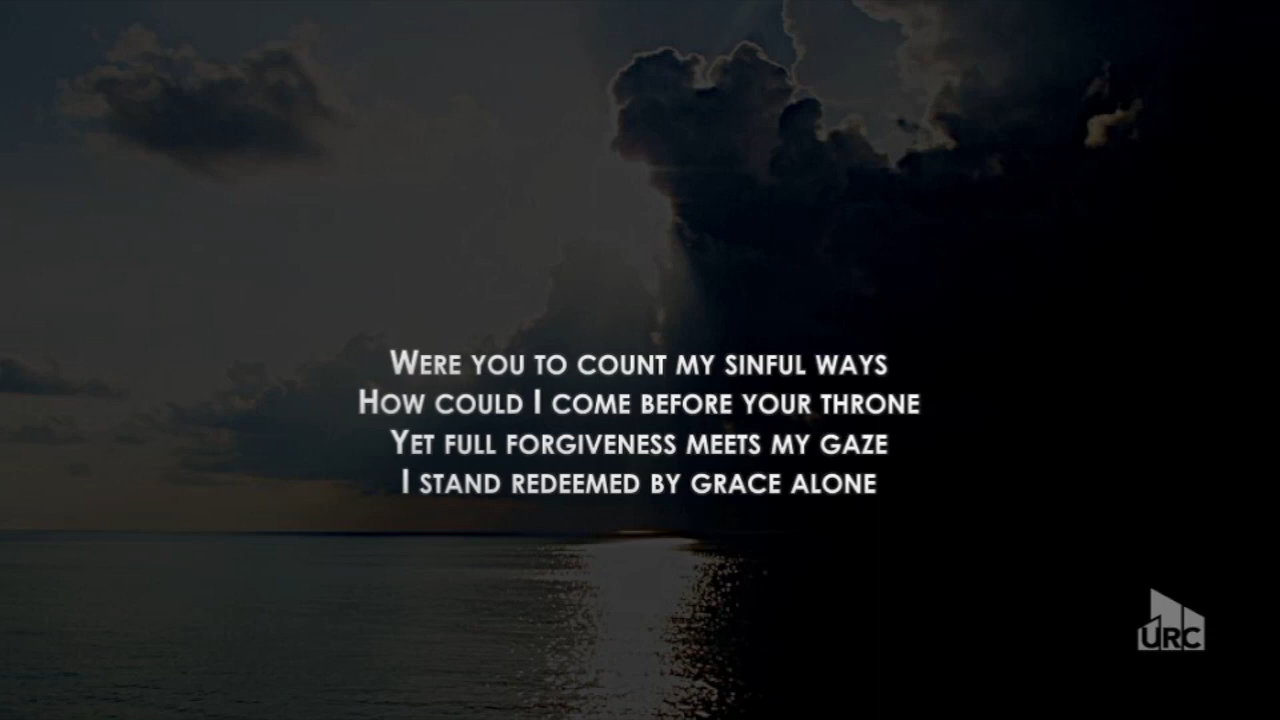 Were you to count my sinful ways
How could I come before your throne
Yet full forgiveness meets my gaze
I stand redeemed by grace alone
URC